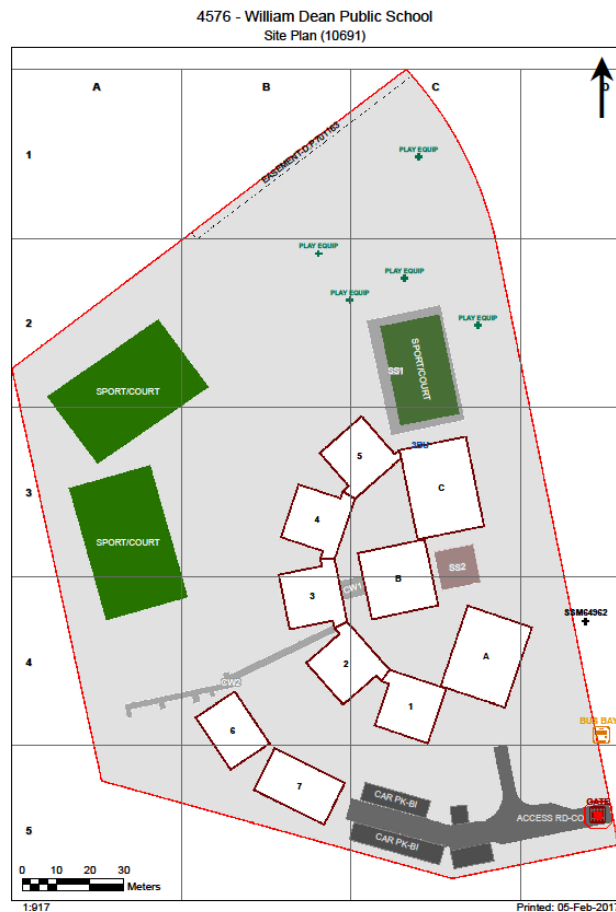 4576 - William Dean Public School
Site Plan (10691)
A
B
C
D
1
PLAY EQUIP
EASEMENT-D.P.701163
PLAY EQUIP
PLAY EQUIP
PLAY EQUIP
PLAY EQUIP
2
SPORT/COURT
SS1
SPORT/COURT
3BU
5
C
3
4
SPORT/COURT
SS2
B
CW1
3
SSM64962
4
2
A
CW2
1
6
BUS BAY
7
CAR PK-BI
GATE
ACCESS RD-CO
5
CAR PK-BI
0 10 20 30
Meters
1:917
Printed: 05-Feb-2017